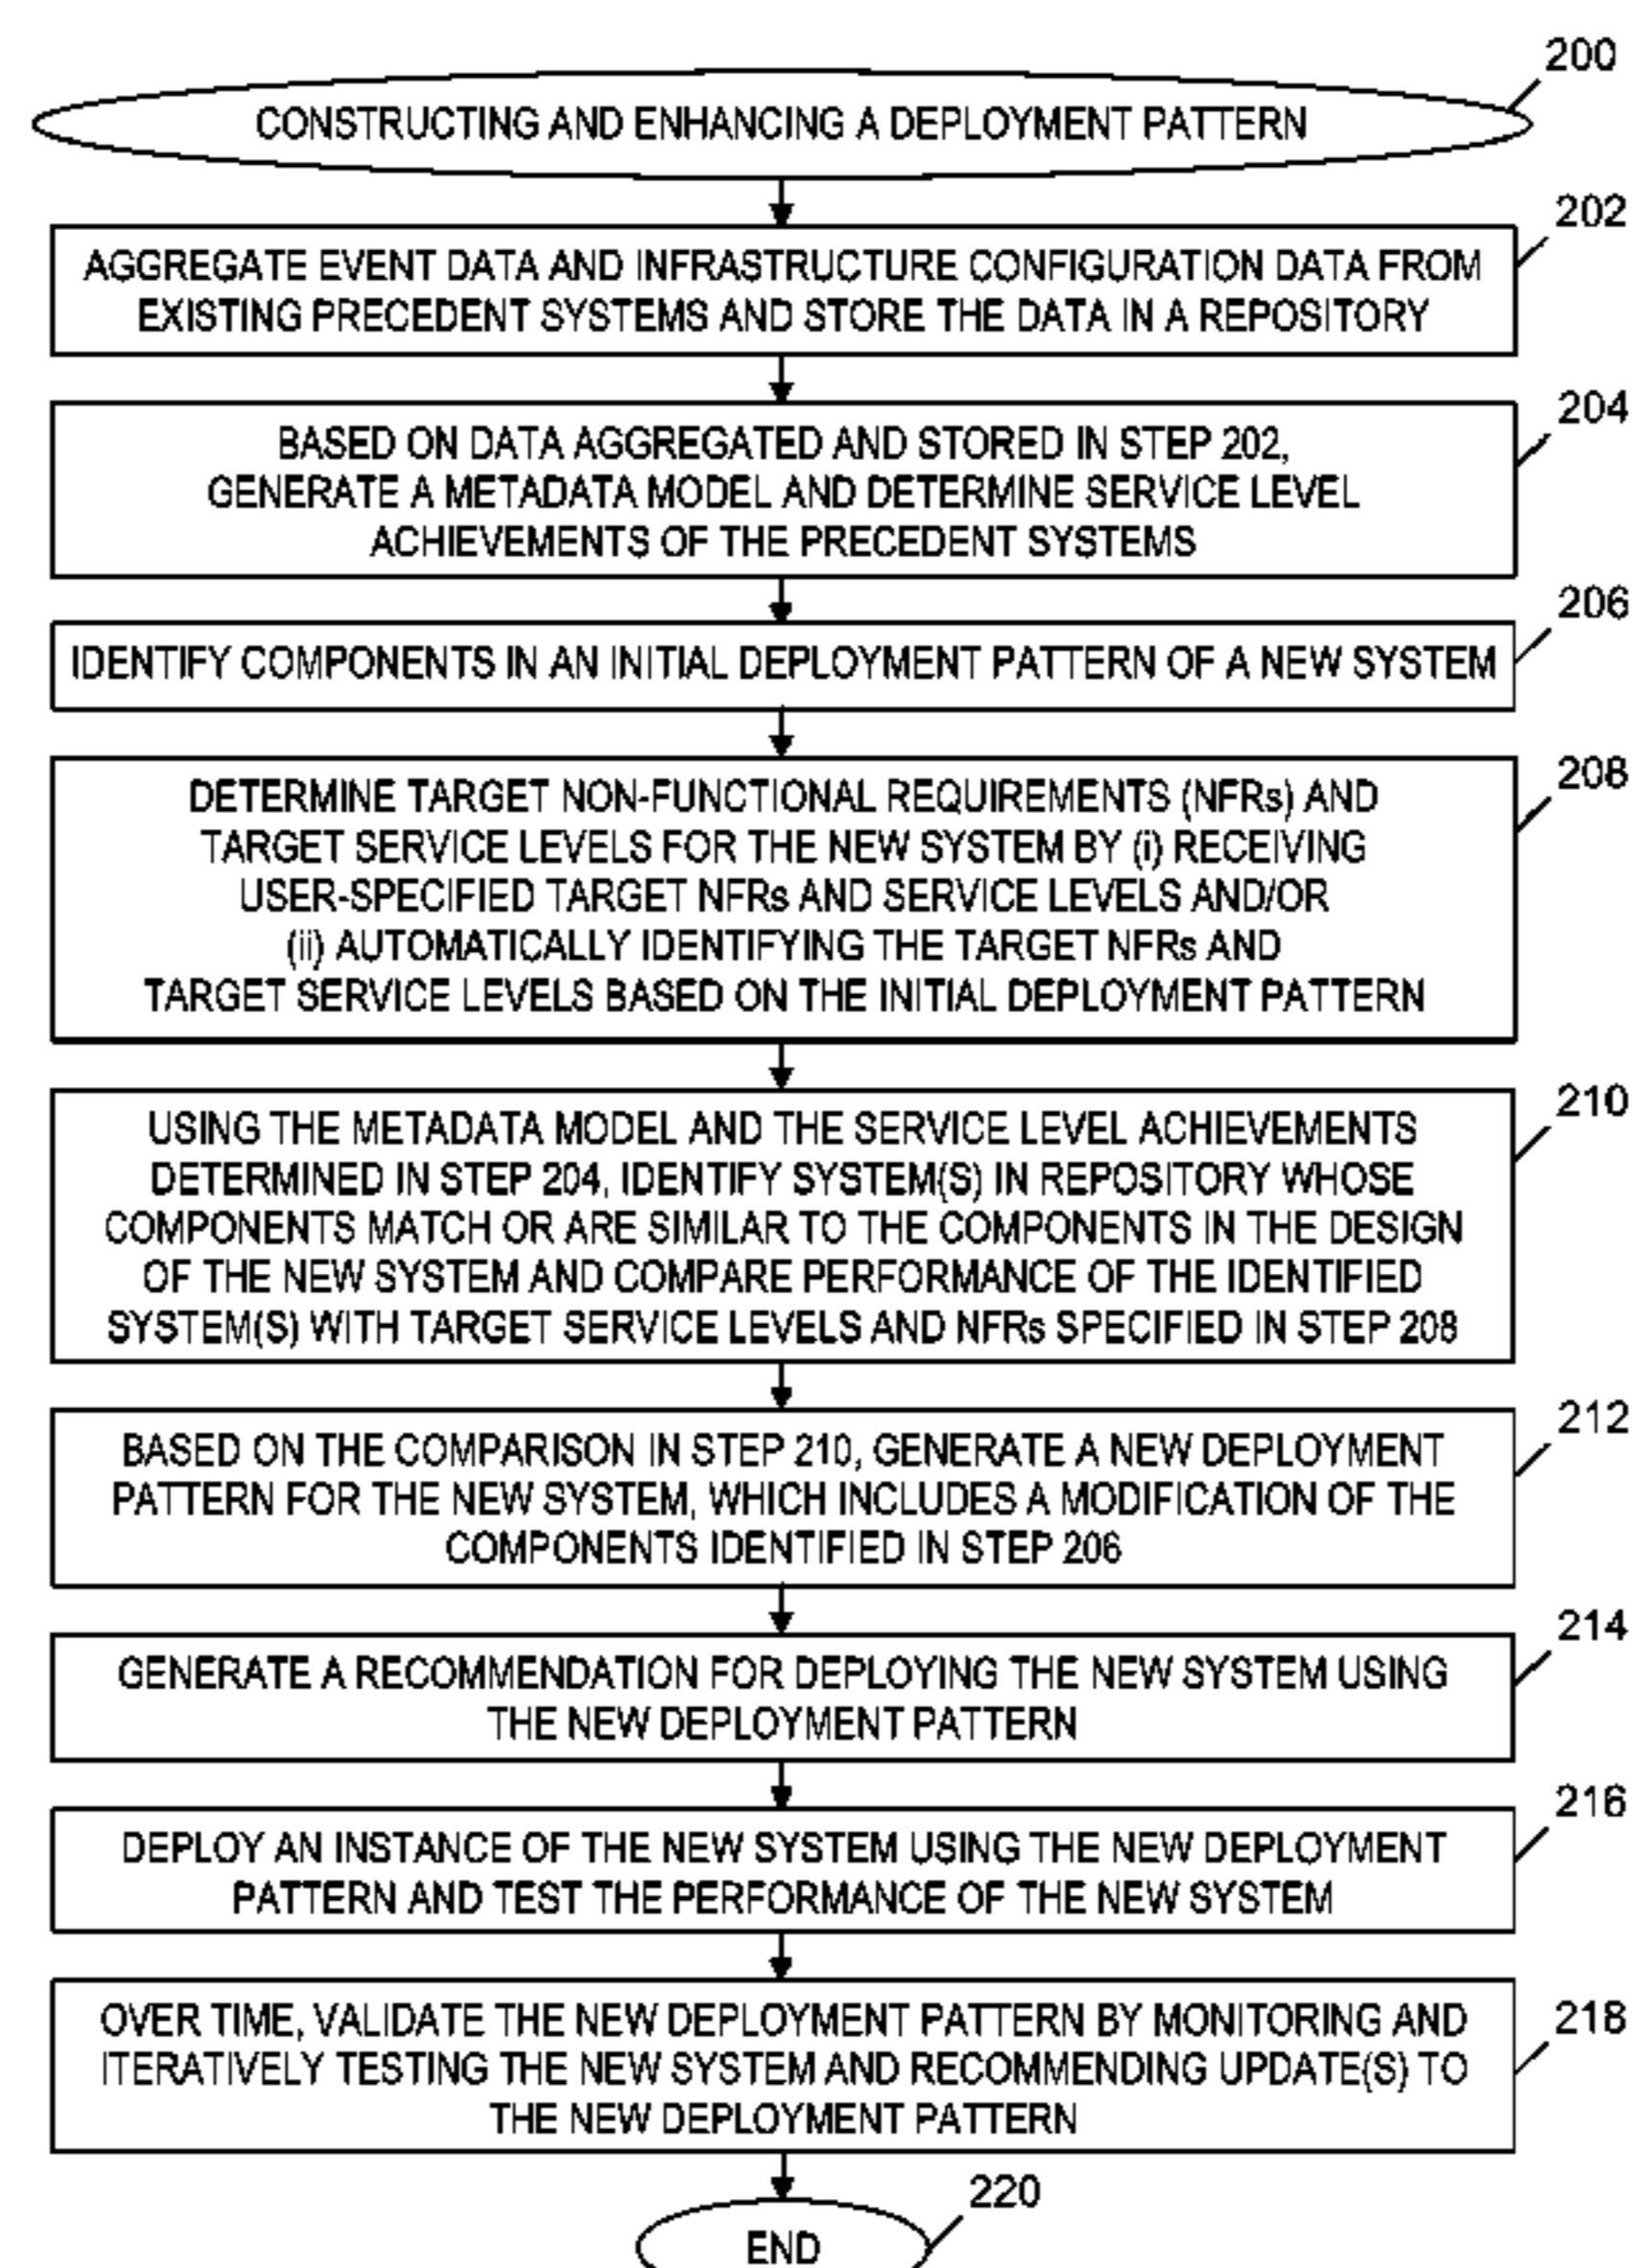 200
CONSTRUCTING AND ENHANCING A DEPLOYMENT PATTERN
202
AGGREGATE EVENT DATA AND INFRASTRUCTURE CONFIGURATION DATA FROM
EXISTING PRECEDENT SYSTEMS AND STORE THE DATA IN A REPOSITORY
204
BASED ON DATA AGGREGATED AND STORED IN STEP 202,
GENERATE A METADATA MODEL AND DETERMINE SERVICE LEVEL
ACHIEVEMENTS OF THE PRECEDENT SYSTEMS
206
IDENTIFY COMPONENTS IN AN INITIAL DEPLOYMENT PATTERN OF A NEW SYSTEM
208
DETERMINE TARGET NON-FUNCTIONAL REQUIREMENTS (NFRs) AND
TARGET SERVICE LEVELS FOR THE NEW SYSTEM BY (i) RECEIVING
USER-SPECIFIED TARGET NFRs AND SERVICE LEVELS AND/OR
(ii) AUTOMATICALLY IDENTIFYING THE TARGET NFRs AND
TARGET SERVICE LEVELS BASED ON THE INITIAL DEPLOYMENT PATTERN
210
USING THE METADATA MODEL AND THE SERVICE LEVEL ACHIEVEMENTS
DETERMINED IN STEP 204, IDENTIFY SYSTEM(S) IN REPOSITORY WHOSE
COMPONENTS MATCH OR ARE SIMILAR TO THE COMPONENTS IN THE DESIGN
OF THE NEW SYSTEM AND COMPARE PERFORMANCE OF THE IDENTIFIED
SYSTEM(S) WITH TARGET SERVICE LEVELS AND NFRs SPECIFIED IN STEP 208
212
BASED ON THE COMPARISON IN STEP 210, GENERATE A NEW DEPLOYMENT
PATTERN FOR THE NEW SYSTEM, WHICH INCLUDES A MODIFICATION OF THE
COMPONENTS IDENTIFIED IN STEP 206
214
GENERATE A RECOMMENDATION FOR DEPLOYING THE NEW SYSTEM USING
THE NEW DEPLOYMENT PATTERN
216
DEPLOY AN INSTANCE OF THE NEW SYSTEM USING THE NEW DEPLOYMENT
PATTERN AND TEST THE PERFORMANCE OF THE NEW SYSTEM
218
OVER TIME, VALIDATE THE NEW DEPLOYMENT PATTERN BY MONITORING AND
ITERATIVELY TESTING THE NEW SYSTEM AND RECOMMENDING UPDATE(S) TO
THE NEW DEPLOYMENT PATTERN
220
END